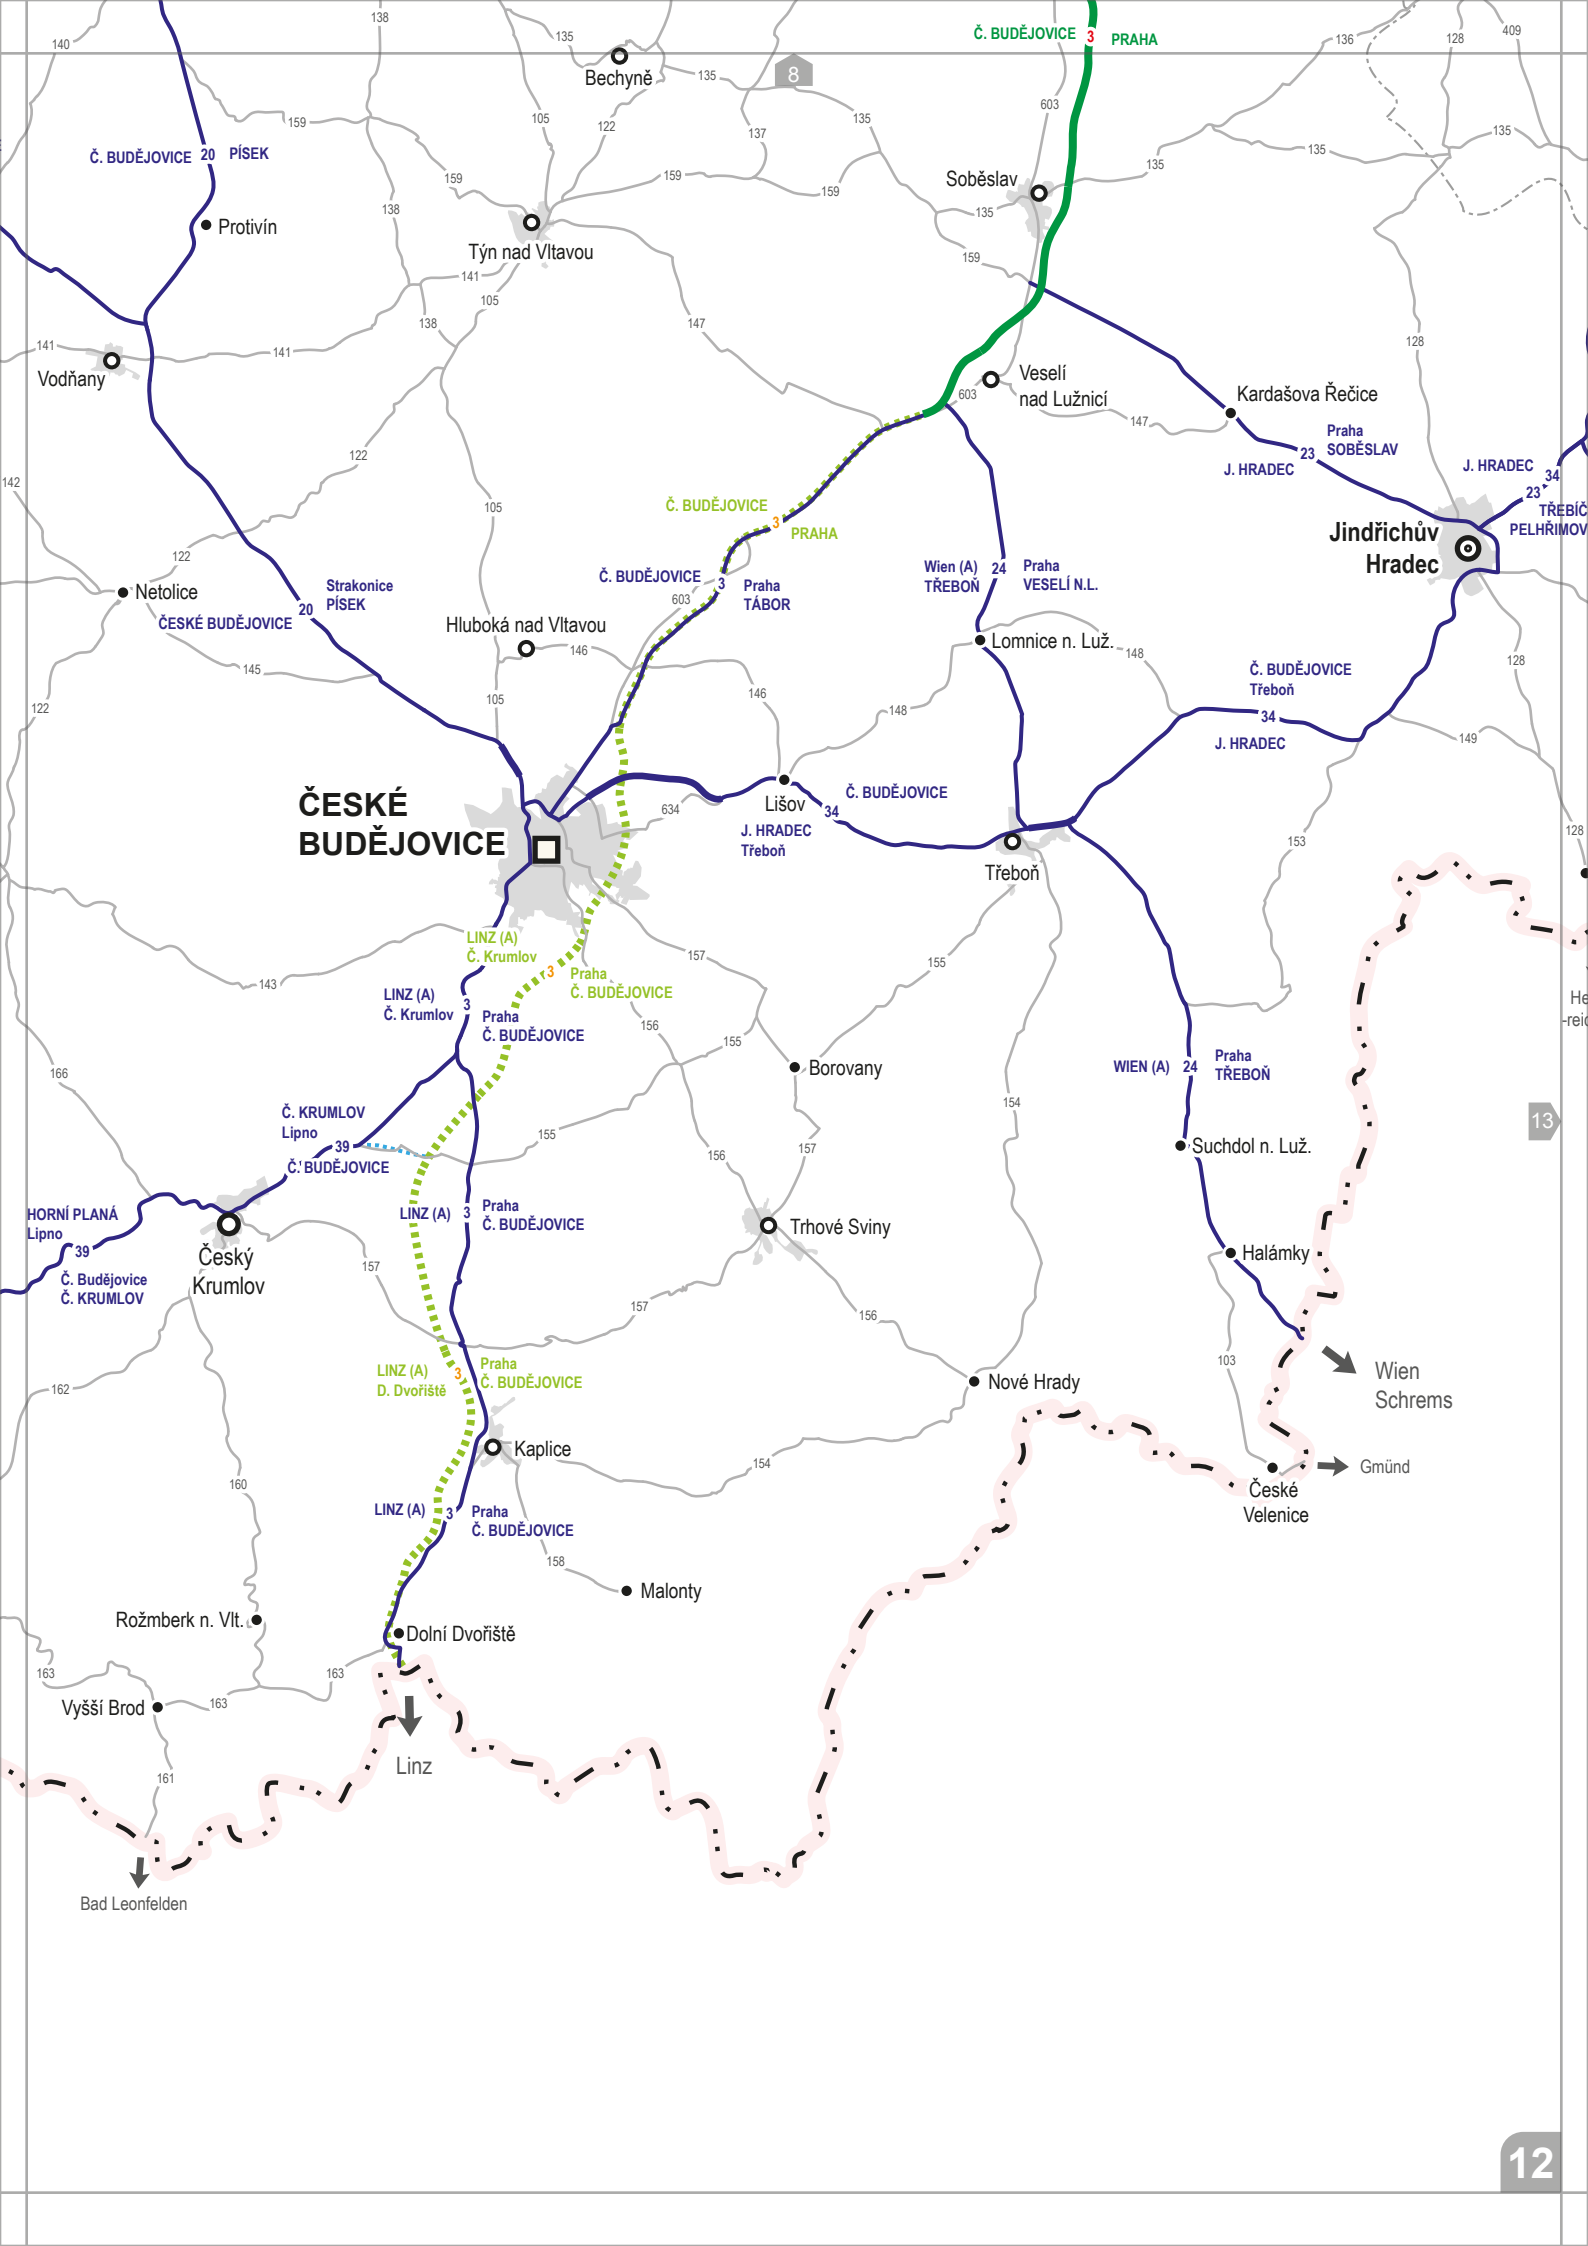 138
Č. BUDĚJOVICE 3 PRAHA
409
140
135
136
128
Bechyně
135
8
603
159
105
122
137
135
135
135
Č. BUDĚJOVICE 20 PÍSEK
135
159
159
159
Soběslav
138
135
Protivín
Týn nad Vltavou
159
141
105
138
147
141
141
128
Vodňany
Veselí
nad Lužnicí
603
Kardašova Řečice
147
Praha
SOBĚSLAV
23
J. HRADEC
J. HRADEC 34
23
TŘEBÍČ
PELHŘIMOV
122
142
105
Č. BUDĚJOVICE
3
PRAHA
Jindřichův
Hradec
122
Netolice
Strakonice
PÍSEK
20
ČESKÉ BUDĚJOVICE
Č. BUDĚJOVICE
3
Praha
TÁBOR
603
Wien (A)
TŘEBOŇ
24
Praha
VESELÍ N.L.
Hluboká nad Vltavou
146
Lomnice n. Luž.
148
128
145
105
146
148
122
Č. BUDĚJOVICE
Třeboň
34
J. HRADEC
149
ČESKÉ
BUDĚJOVICE
634
Lišov
Č. BUDĚJOVICE
34
J. HRADEC
Třeboň
153
128
Třeboň
LINZ (A)
Č. Krumlov
3
Praha
Č. BUDĚJOVICE
157
155
143
LINZ (A)
Č. Krumlov
3
Praha
Č. BUDĚJOVICE
156
155
He
-reic
166
Borovany
WIEN (A) 24
Praha
TŘEBOŇ
154
13
Č. KRUMLOV
Lipno
39
Č. BUDĚJOVICE
155
156
157
Suchdol n. Luž.
HORNÍ PLANÁ
Lipno
39
Č. Budějovice
Č. KRUMLOV
LINZ (A) 3
Praha
Č. BUDĚJOVICE
Trhové Sviny
Halámky
Český
Krumlov
157
157
156
103
Wien
Schrems
162
LINZ (A)
D. Dvořiště
3
Praha
Č. BUDĚJOVICE
Nové Hrady
Kaplice
154
Gmünd
160
České
Velenice
LINZ (A) 3
Praha
Č. BUDĚJOVICE
158
Malonty
Rožmberk n. Vlt.
Dolní Dvořiště
163
163
163
Vyšší Brod
Linz
161
Bad Leonfelden
12